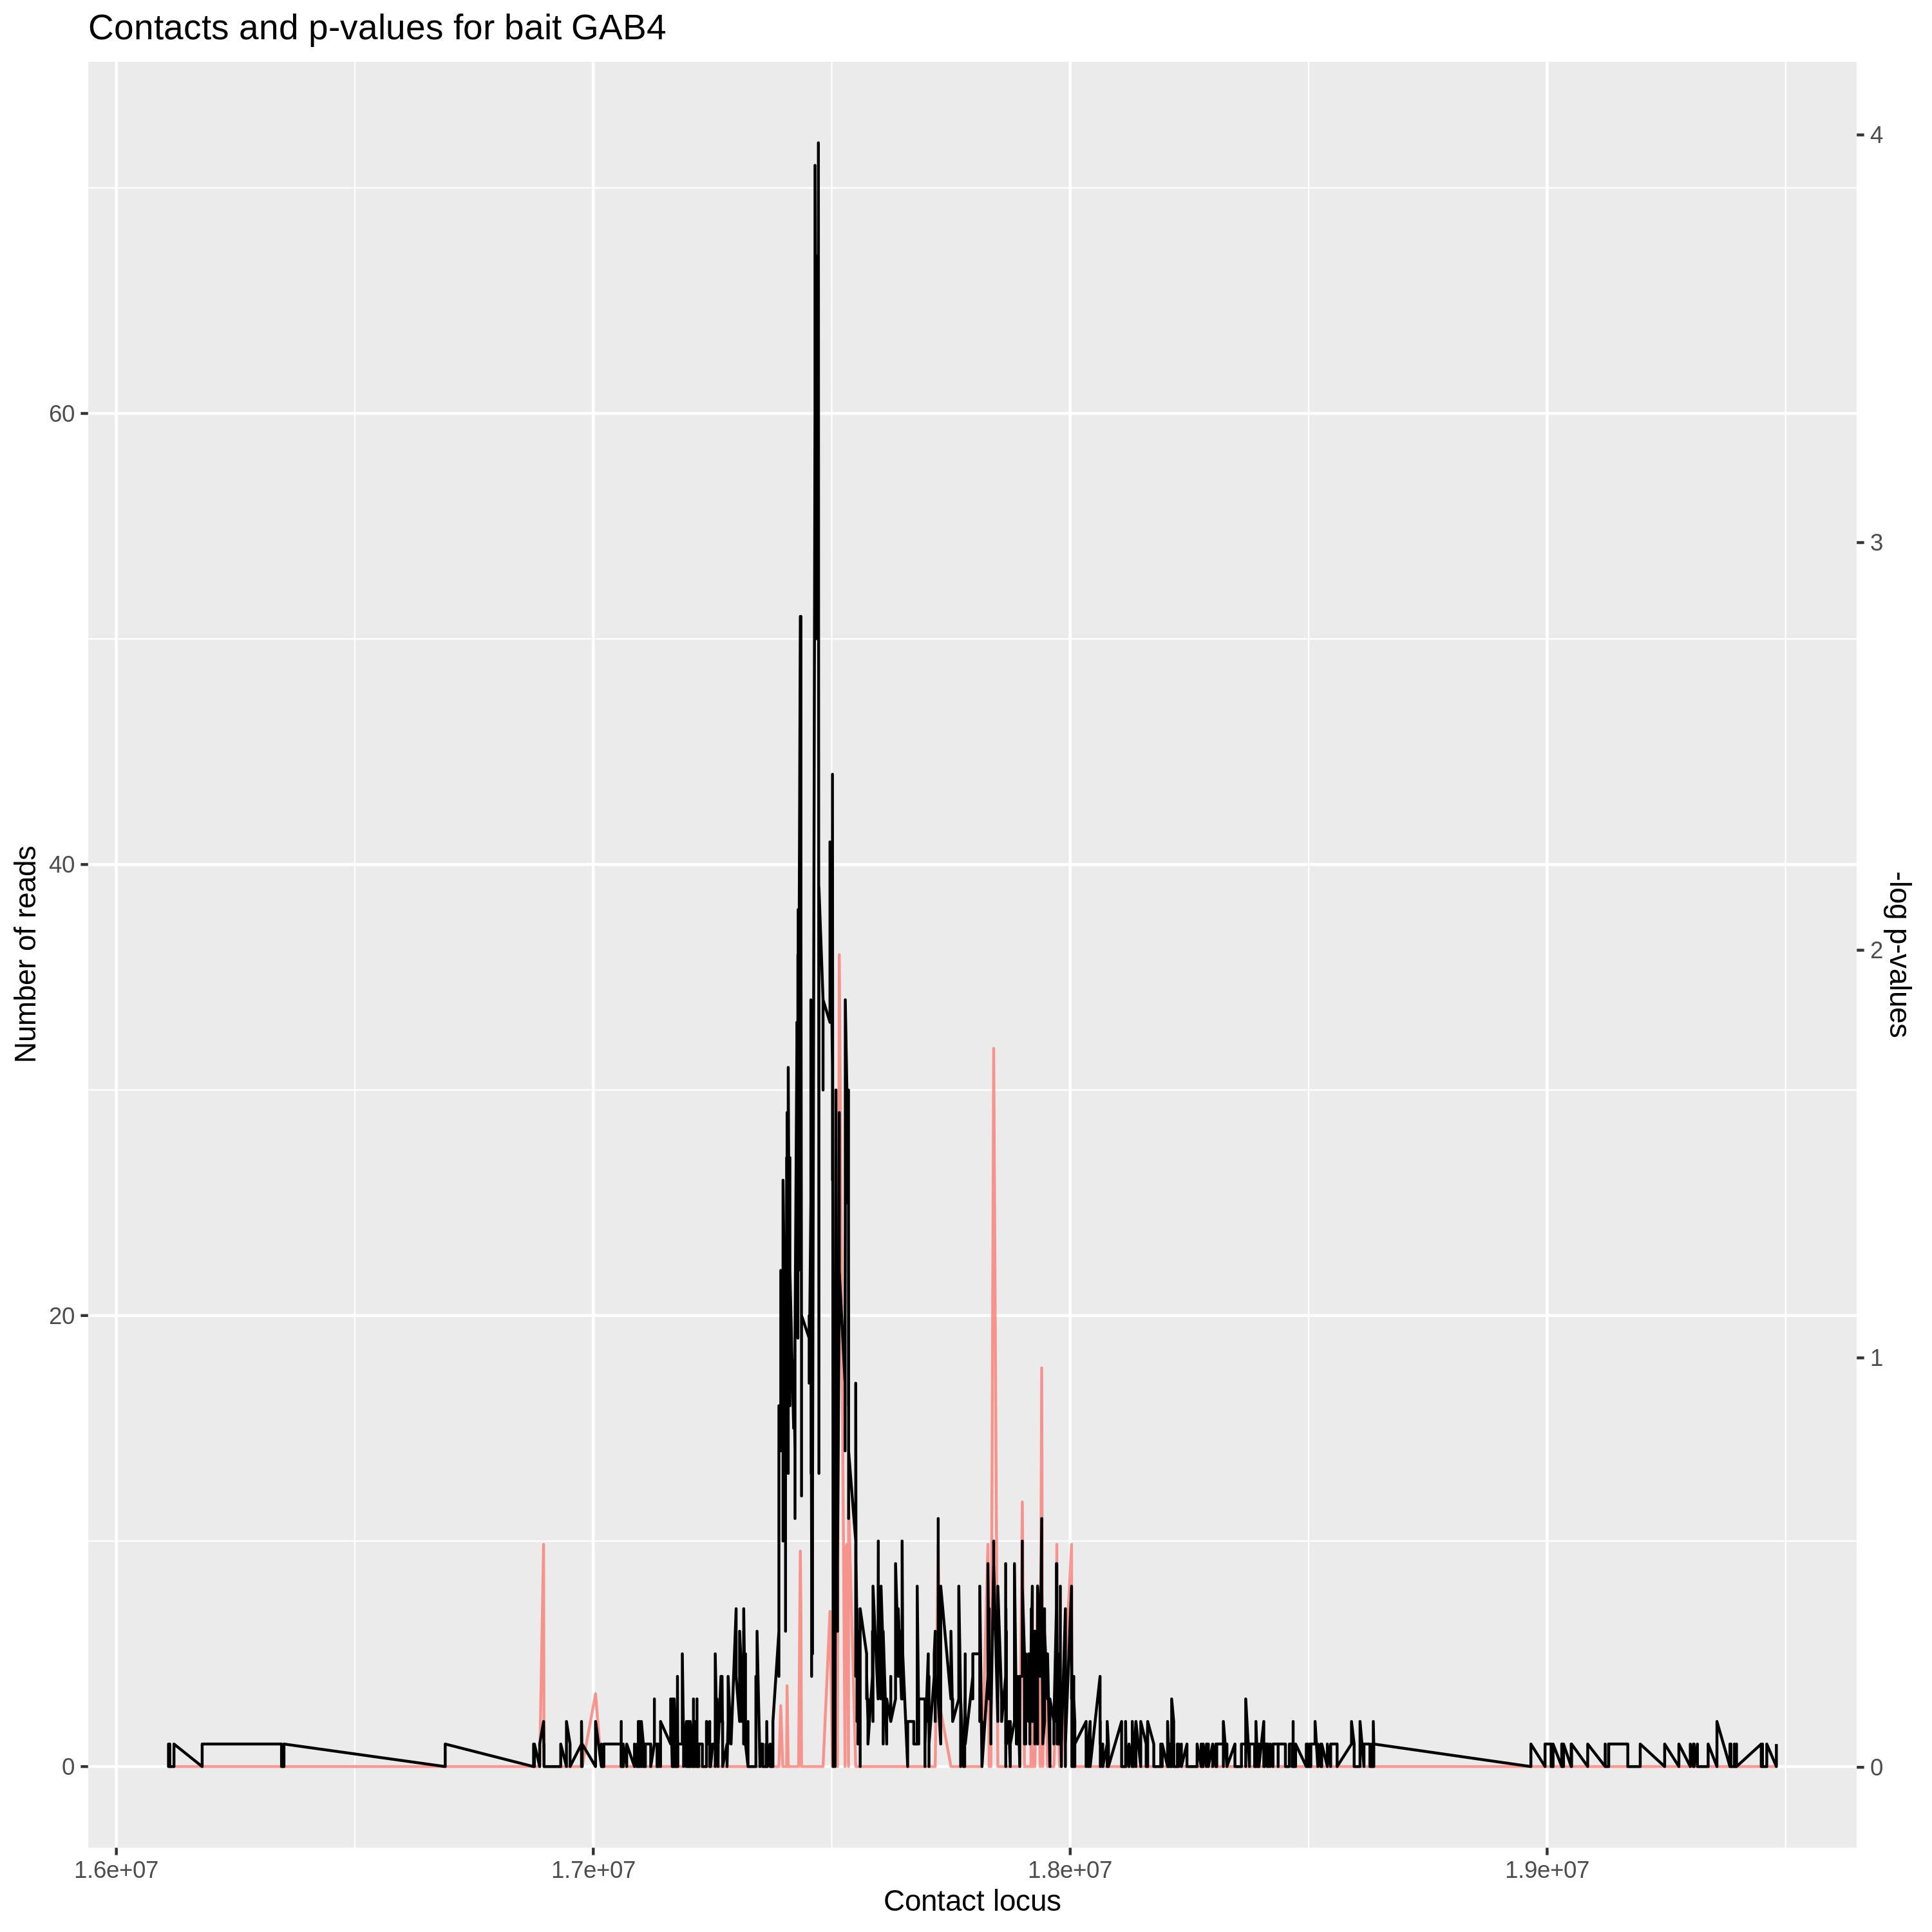 Contacts and p-values for bait GAB4
4
60
3
40
2
20
1
0
0
Number of reads
-log p-values
1.6e+07 1.7e+07 1.8e+07 1.9e+07
Contact locus